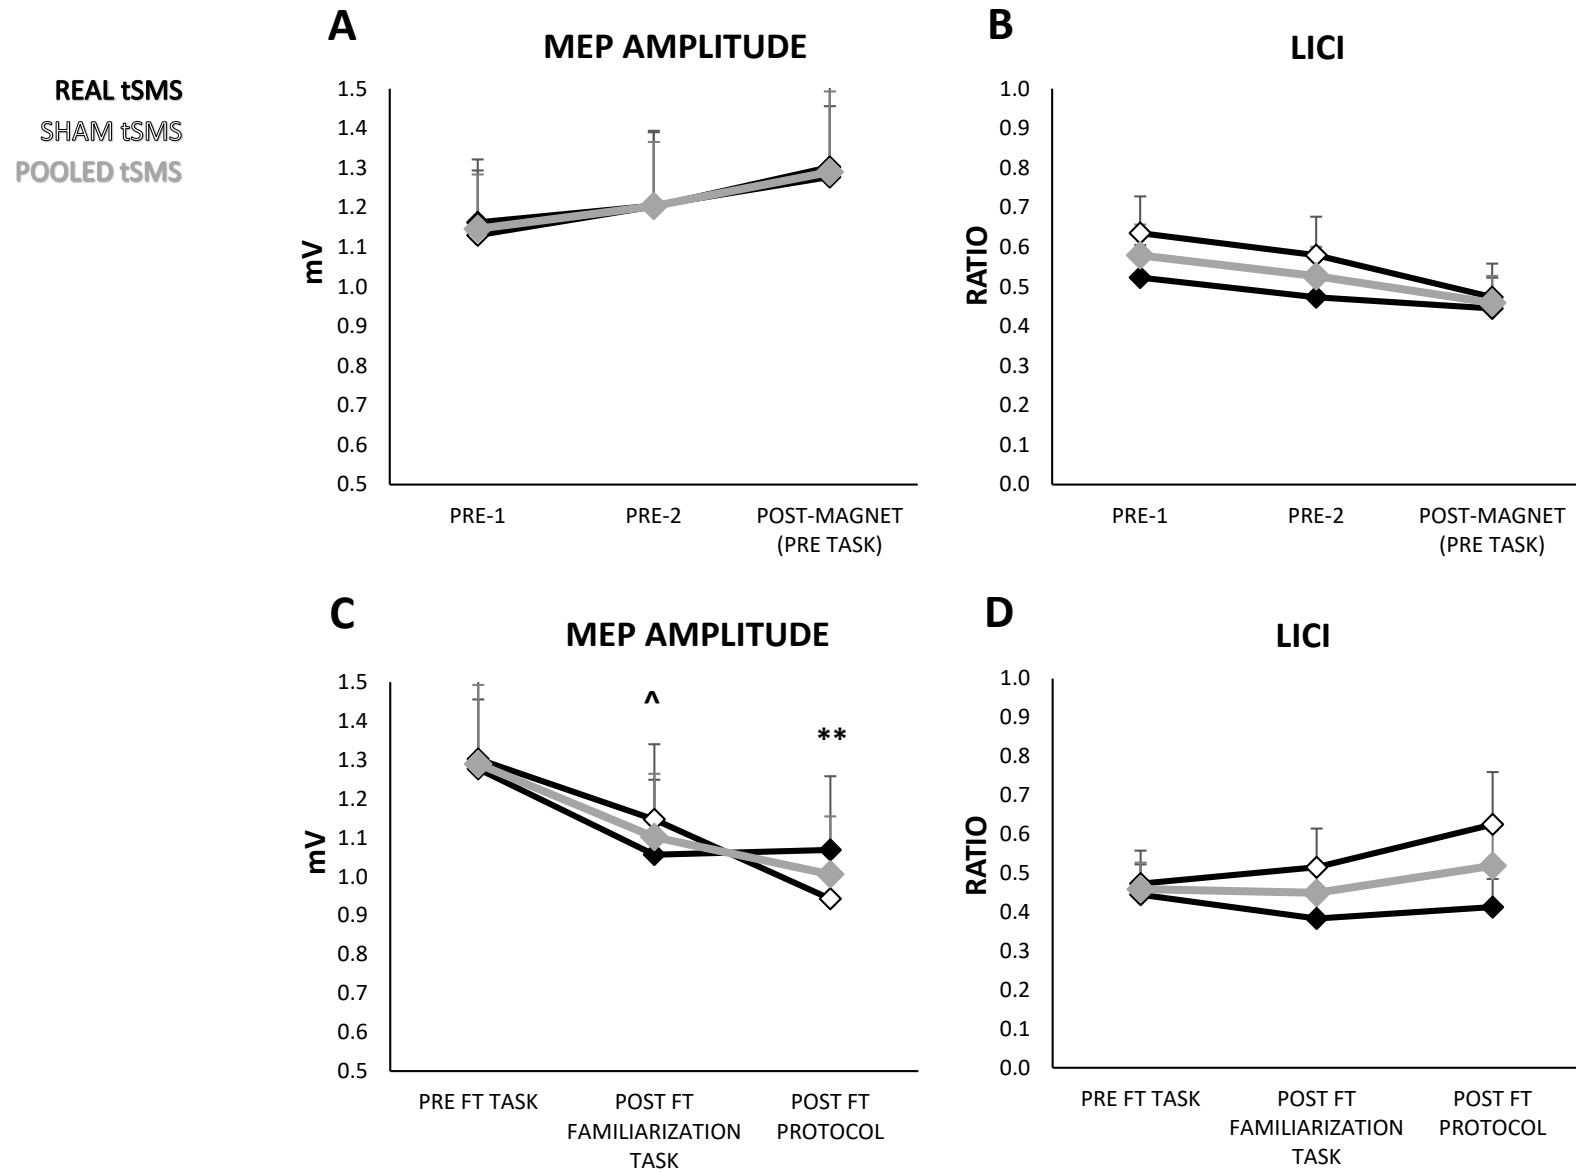 REAL tSMS
SHAM tSMS
POOLED tSMS
A
MEP AMPLITUDE
mV
1.5
1.4
1.3
1.2
1.1
1.0
0.9
0.8
0.7
0.6
0.5
PRE-1
PRE-2
POST-MAGNET
(PRE TASK)
B
LICI
RATIO
1.0
0.9
0.8
0.7
0.6
0.5
0.4
0.3
0.2
0.1
0.0
PRE-1
PRE-2
POST-MAGNET
(PRE TASK)
C
MEP AMPLITUDE
mV
1.5
1.4
1.3
1.2
1.1
1.0
0.9
0.8
0.7
0.6
0.5
^
**
PRE FT TASK
POST FT
FAMILIARIZATION
TASK
POST FT
PROTOCOL
D
LICI
RATIO
1.0
0.9
0.8
0.7
0.6
0.5
0.4
0.3
0.2
0.1
0.0
PRE FT TASK
POST FT
FAMILIARIZATION
TASK
POST FT
PROTOCOL